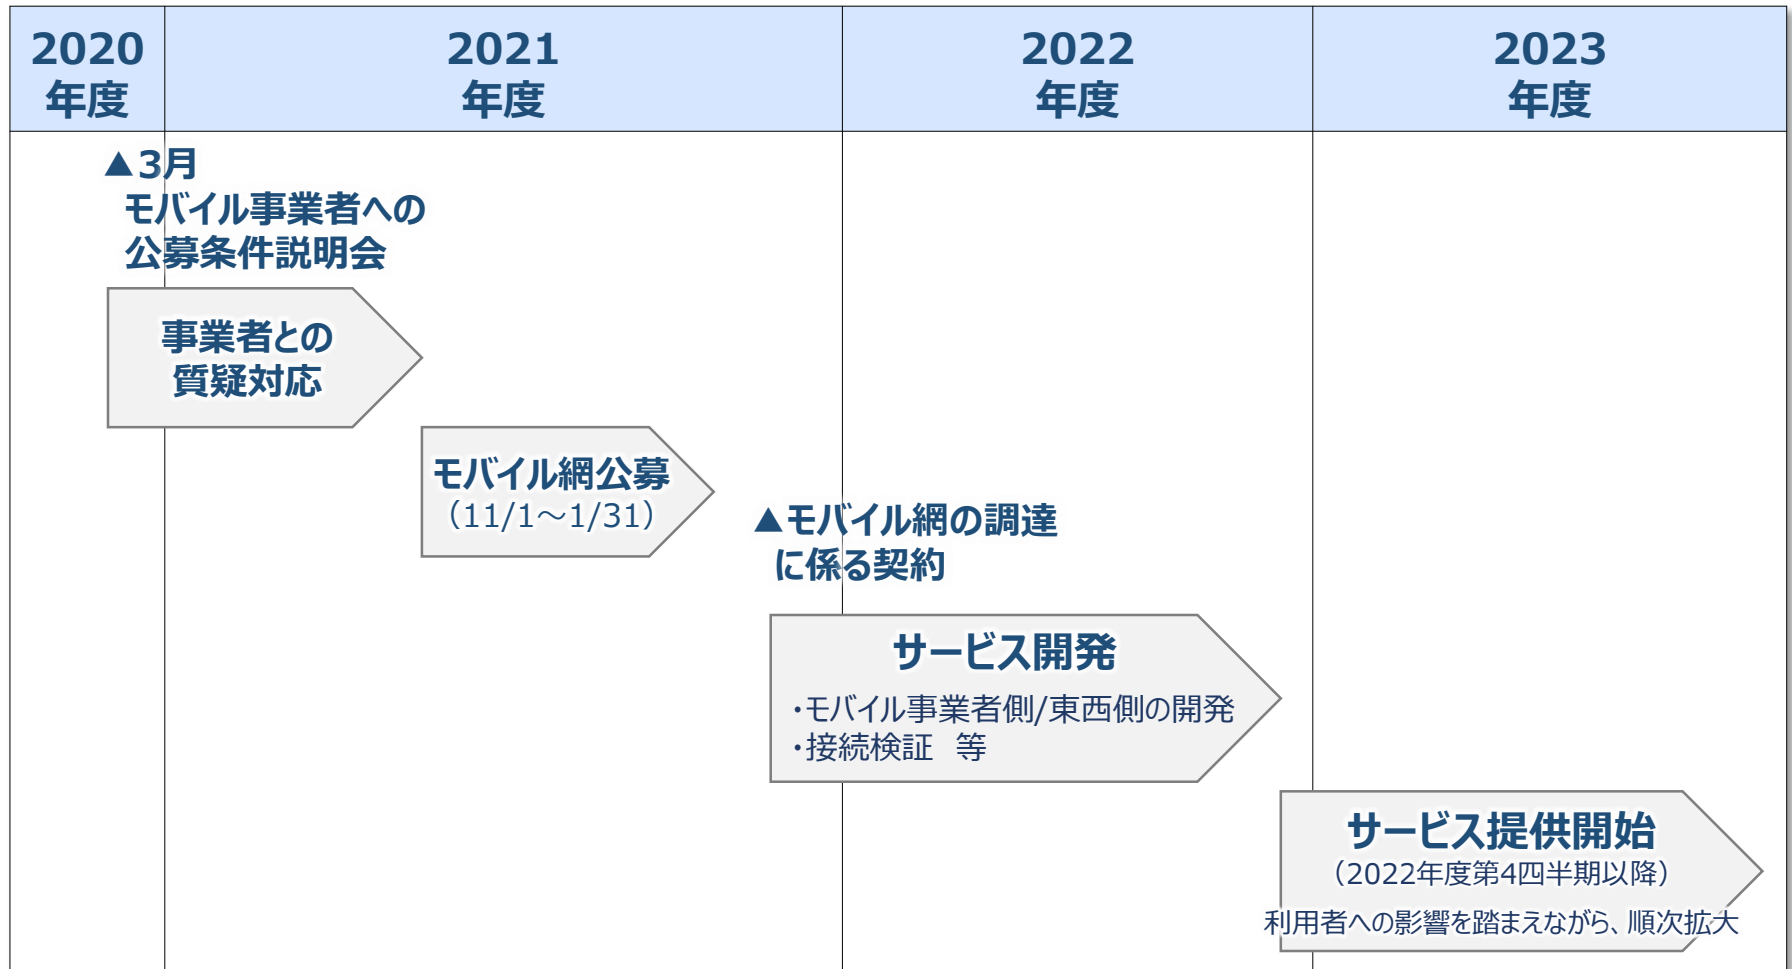 2020
年度
2021
年度
2022
年度
2023
年度
▲3月
モバイル事業者への
公募条件説明会
事業者との
質疑対応
モバイル網公募
（11/1～1/31）
▲モバイル網の調達
に係る契約
サービス開発
・モバイル事業者側/東西側の開発
・接続検証　等
サービス提供開始
（2022年度第4四半期以降）
利用者への影響を踏まえながら、順次拡大